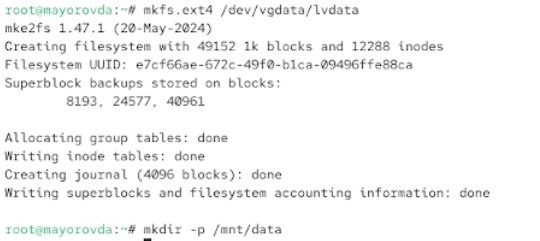 root@mayorovda:~# mkfs.ext4 /dev/vgdata/lvdata
mke2fs 1.47.1 (20-May-2024)
Creating filesystem with 49152 1k blocks and 12288 inodes
Filesystem UUID: e7cf66ae-672c-49f0-b1ca-09496ffe88ca
Superblock backups stored on blocks:
        8193, 24577, 40961

Allocating group tables: done
Writing inode tables: done
Creating journal (4096 blocks): done
Writing superblocks and filesystem accounting information: done

root@mayorovda:~# mkdir -p /mnt/data